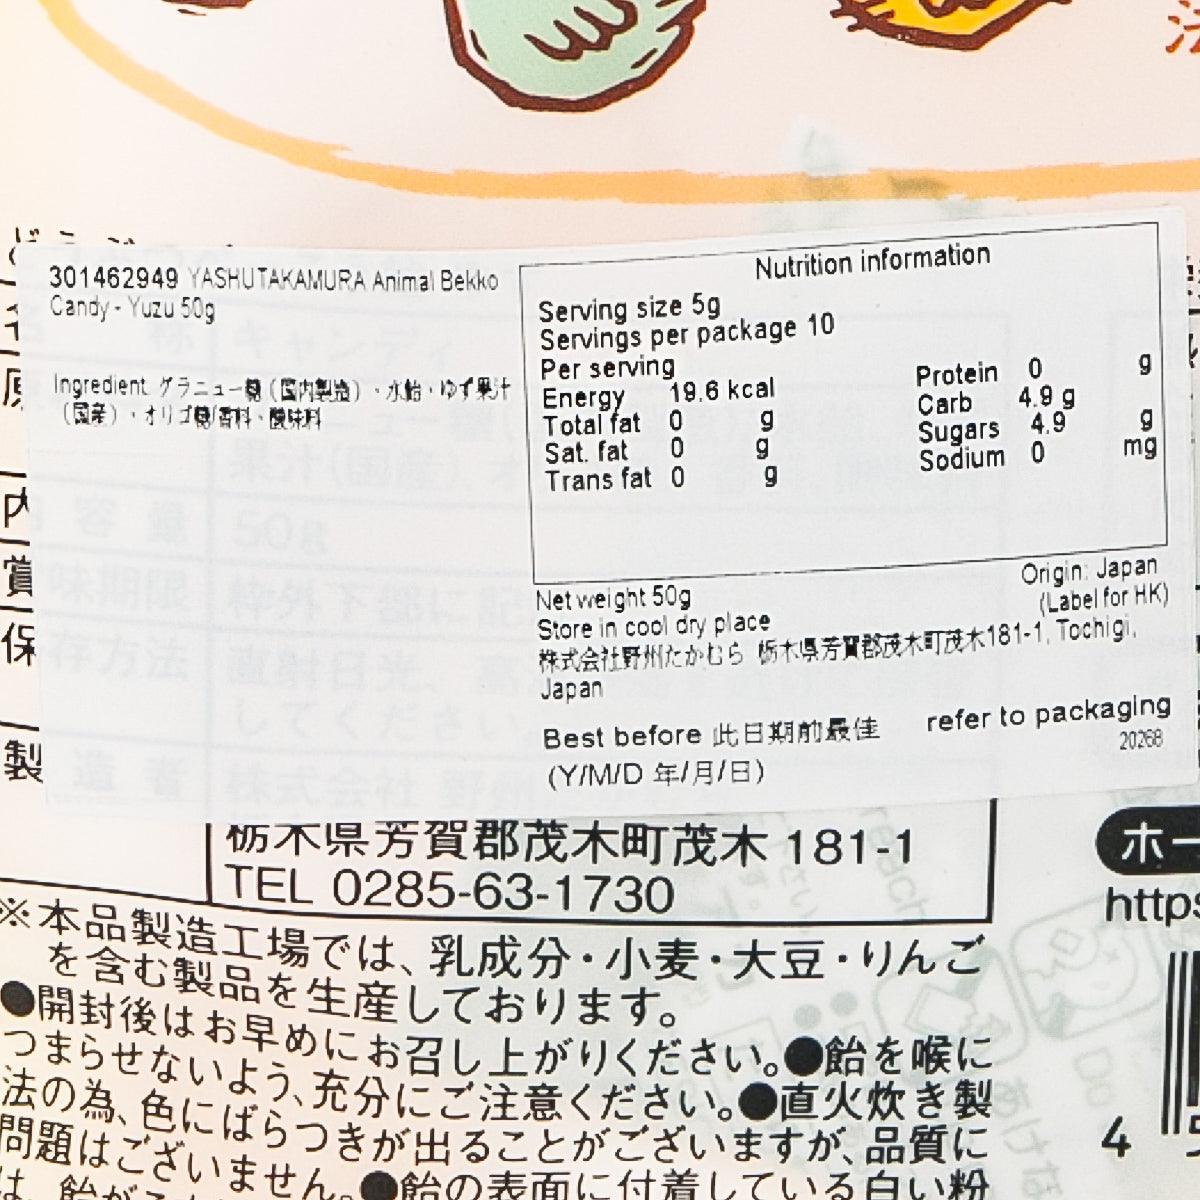 301462949 YASHUTAKAMURA Animal Bekko
Candy - Yuzu 50g
Ingredient. グラニュー糖（国内製造）・水飴・ゆず果汁
（国産）・オリゴ糖/香料、酸味料
Nutrition information
Serving size 5g
Servings per package 10
Per serving
Energy 19.6 kcal
Total fat 0 g
Sat. fat 0 g
Trans fat 0 g
Protein 0 g
Carb 4.9 g
Sugars 4.9 g
Sodium 0 mg
Net weight 50g
Origin: Japan
(Label for HK)
Store in cool dry place
株式会社野州たかむら 栃木県芳賀郡茂木町茂木181-1, Tochigi,
Japan
Best before 此日期前最佳 refer to packaging
20268
(Y/M/D 年/月/日)
栃木県芳賀郡茂木町茂木 181-1
TEL 0285-63-1730
※本品製造工場では、乳成分・小麦・大豆・りんご
を含む製品を生産しております。
●開封後はお早めにお召し上がりください。●飴を喉に
つまらせないよう、充分にご注意ください。●直火炊き製
法の為、色にばらつきが出ることがございますが、品質に
問題はございません。●飴の表面に付着している白い粉
ホー
https
4